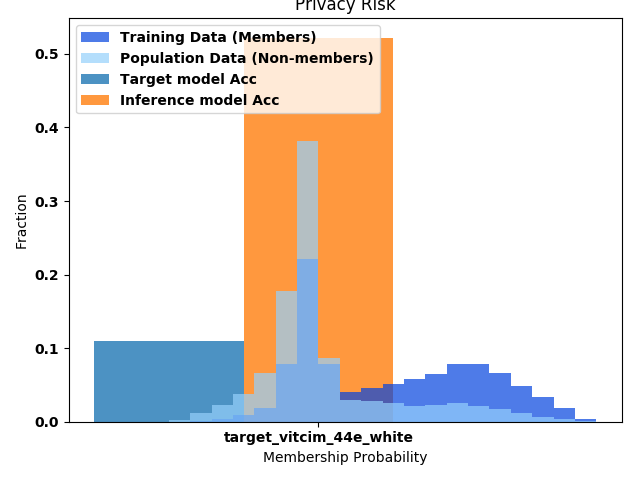 Privacy Risk
Training Data (Members)
Population Data (Non-members)
Target model Acc
Inference model Acc
0.5
0.4
0.3
0.2
0.1
0.0
Fraction
target_vitcim_44e_white
Membership Probability